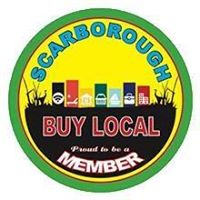 SCARBOROUGH
BUY LOCAL
Proud to be a
MEMBER